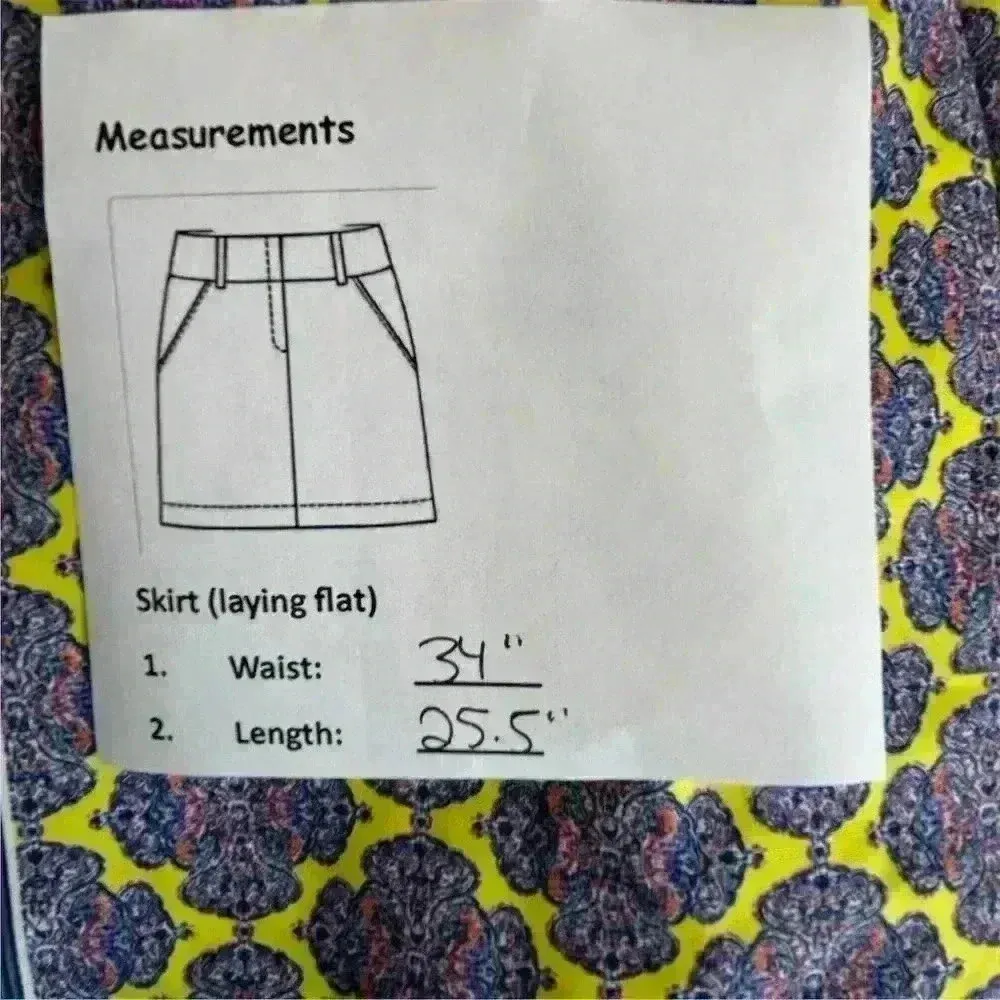 Measurements
Skirt (laying flat)
1. Waist: 34"
2. Length: 25.5"